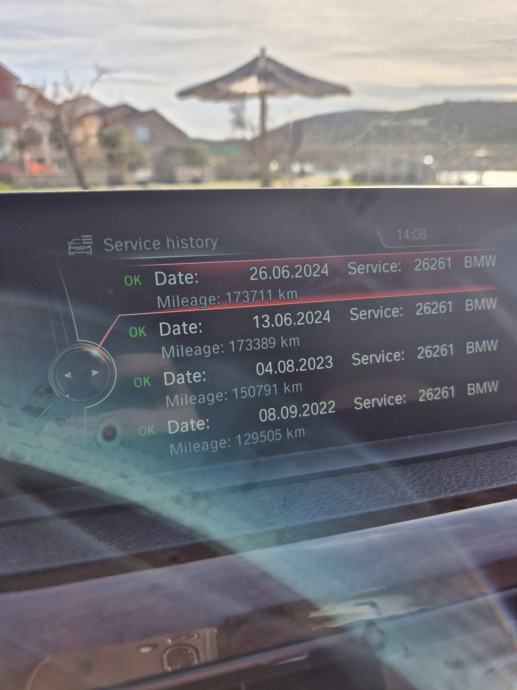 Service history 14:08
OK Date: 26.06.2024 Service: 26261 BMW
Mileage: 173711 km
OK Date: 13.06.2024 Service: 26261 BMW
Mileage: 173389 km
OK Date: 04.08.2023 Service: 26261 BMW
Mileage: 150791 km
OK Date: 08.09.2022 Service: 26261 BMW
Mileage: 129505 km